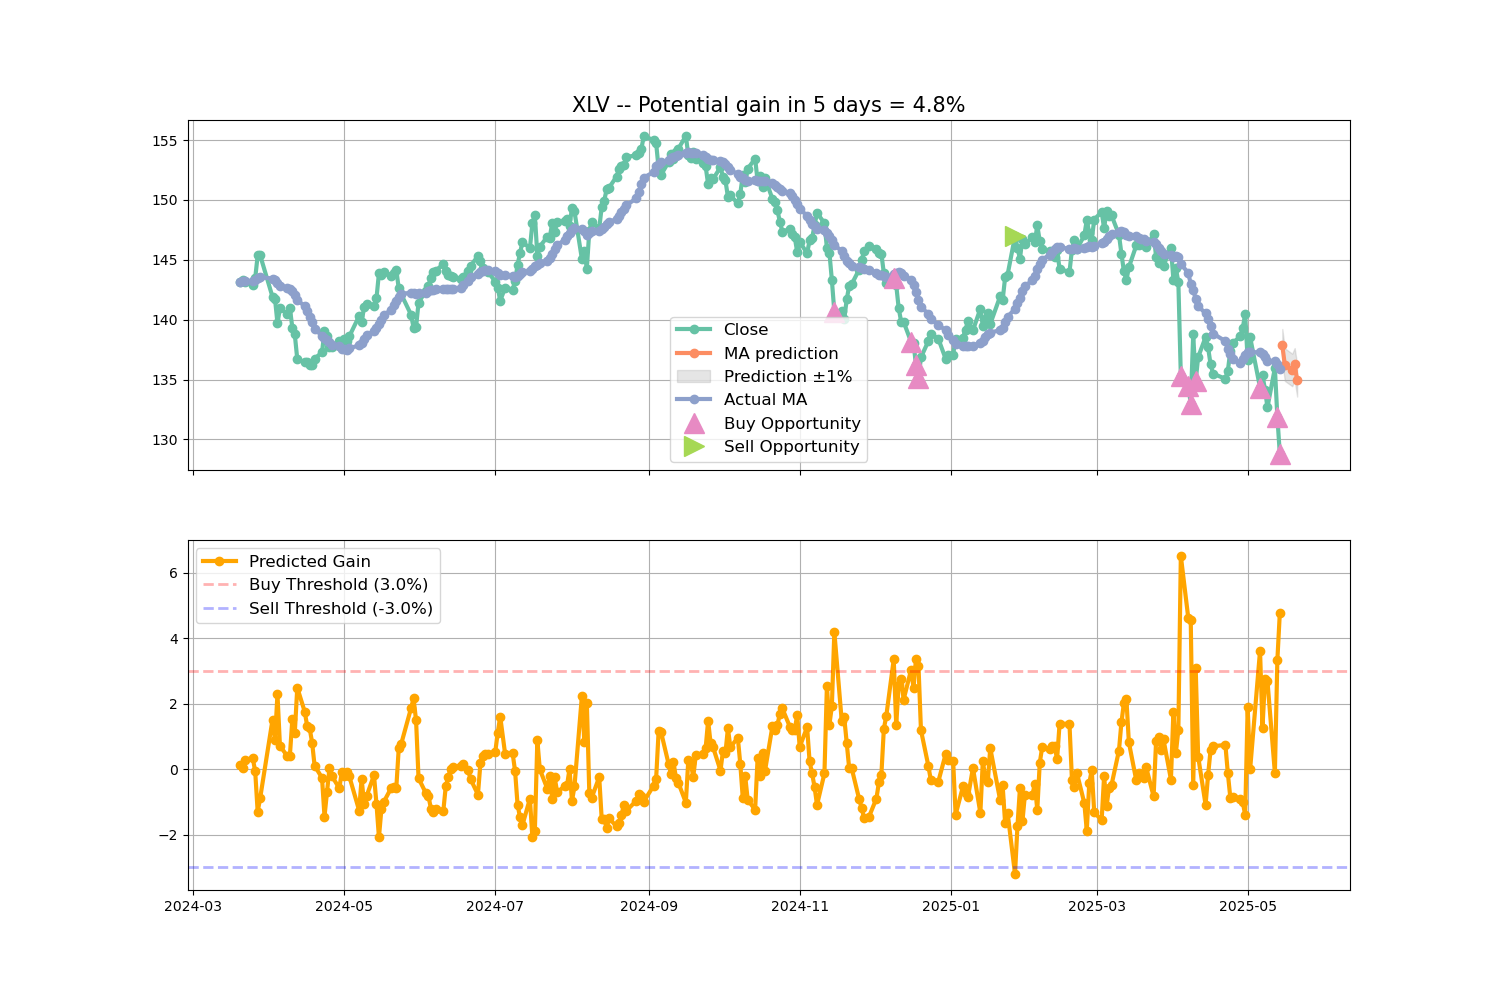 XLV -- Potential gain in 5 days = 4.8%
155
150
145
140
135
130
Close
MA prediction
Prediction ±1%
Actual MA
Buy Opportunity
Sell Opportunity
Predicted Gain
Buy Threshold (3.0%)
Sell Threshold (-3.0%)
6
4
2
0
−2
2024-03 2024-05 2024-07 2024-09 2024-11 2025-01 2025-03 2025-05